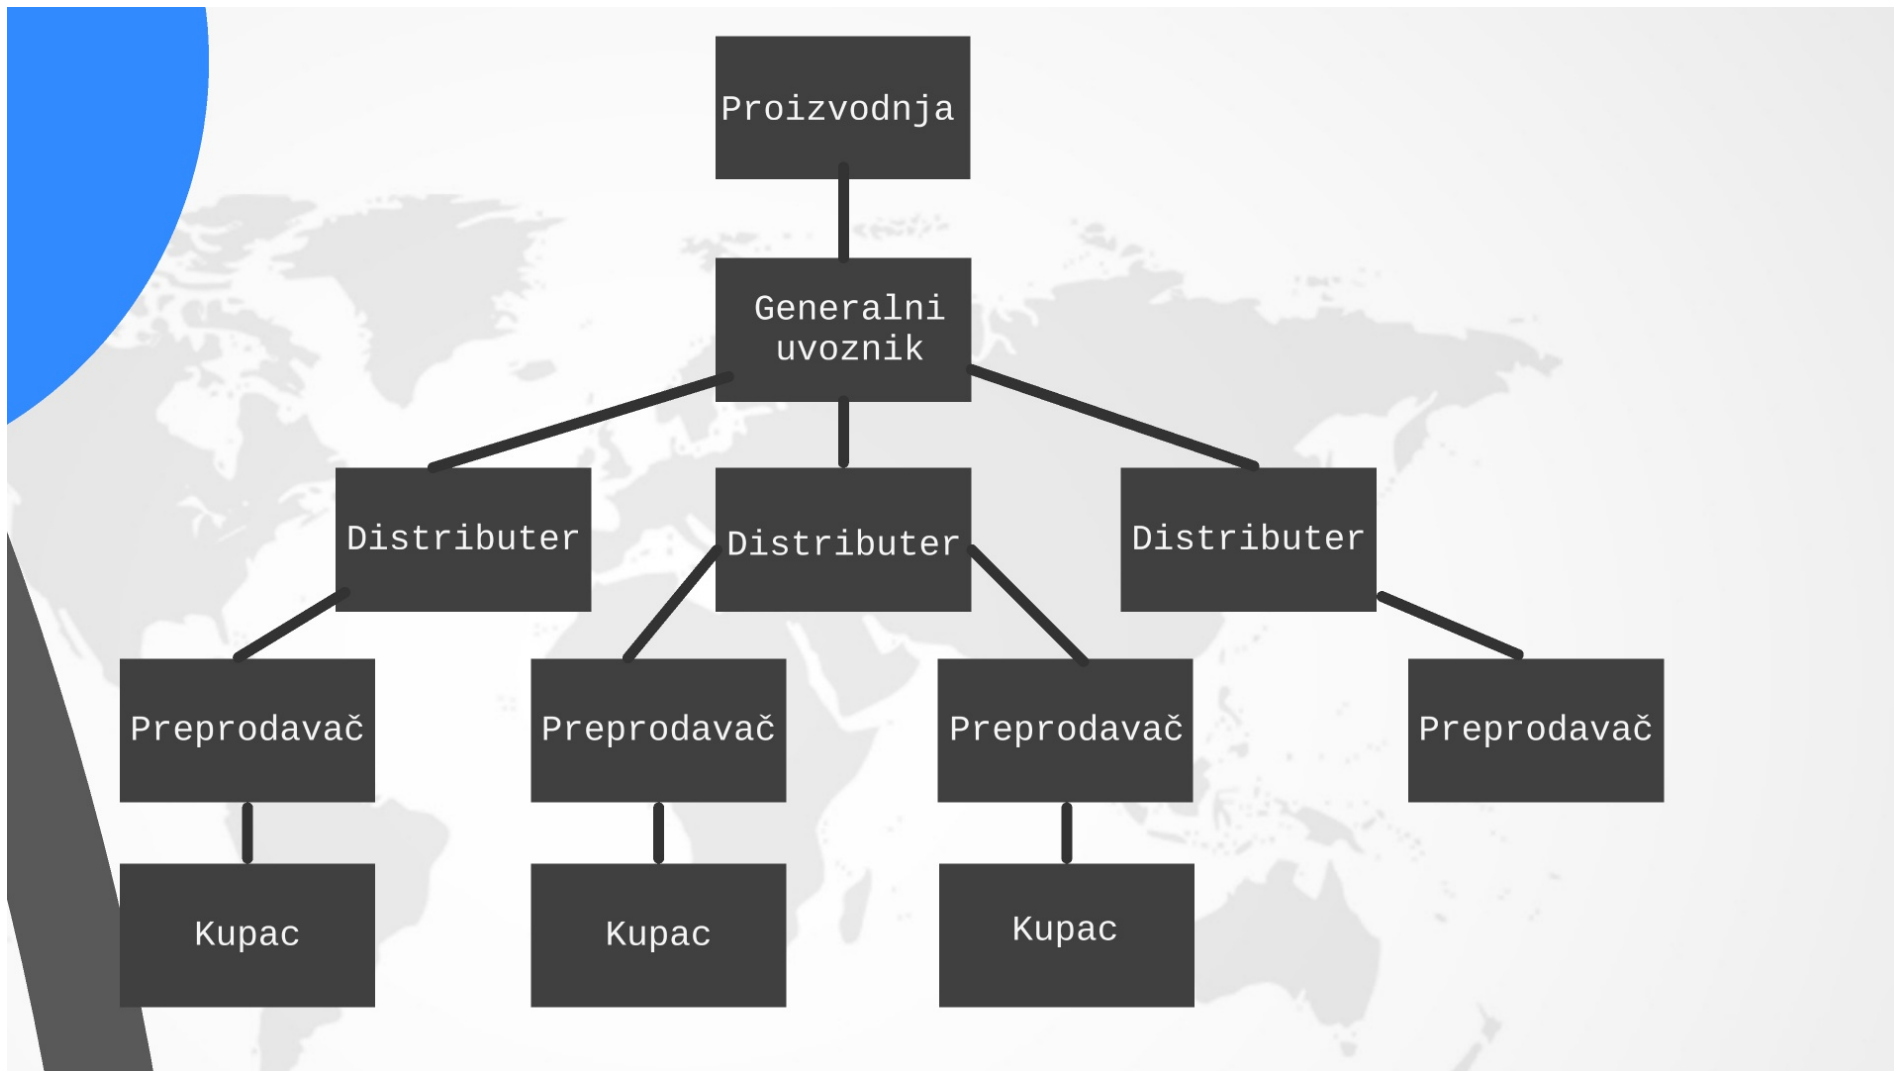 Proizvodnja
Generalni
uvoznik
Distributer
Distributer
Distributer
Preprodavač
Preprodavač
Preprodavač
Preprodavač
Kupac
Kupac
Kupac